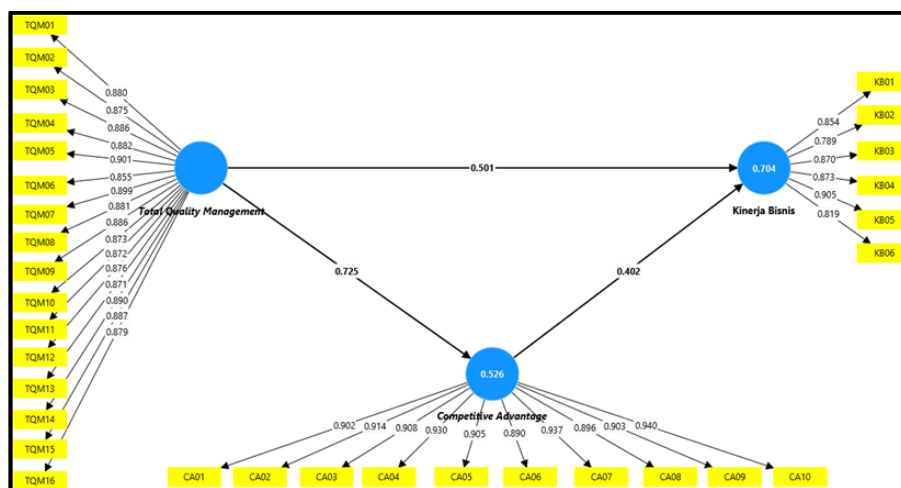 TQM01
TQM02
TQM03
TQM04
TQM05
TQM06
TQM07
TQM08
TQM09
TQM10
TQM11
TQM12
TQM13
TQM14
TQM15
TQM16
0.880
0.875
0.886
0.882
0.901
0.855
0.899
0.881
0.886
0.873
0.872
0.876
0.871
0.890
0.887
0.879
Total Quality Management
0.501
0.725
0.402
0.704
Kinerja Bisnis
0.854
0.789
0.870
0.873
0.905
0.819
KB01
KB02
KB03
KB04
KB05
KB06
0.526
Competitive Advantage
0.902
0.914
0.908
0.930
0.905
0.890
0.937
0.896
0.903
0.940
CA01
CA02
CA03
CA04
CA05
CA06
CA07
CA08
CA09
CA10